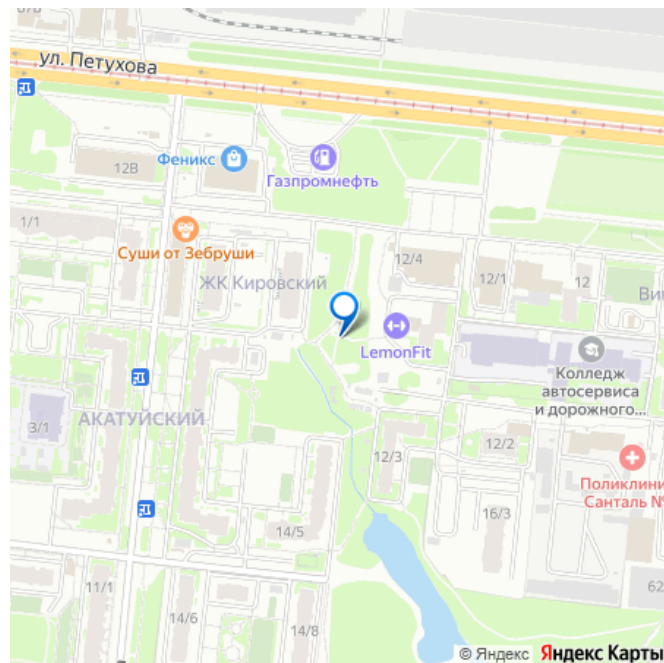 ул. Петухова
12В
Феникс
Газпромнефть
1/1
Суши от Зебруши
ЖК Кировский
12/4
12/1
12
LemonFit
Колледж
автосервиса
и дорожного...
3/1
АКАТУЙСКИЙ
12/3
12/2
Поликлини
Санталь №
16/3
14/5
11/1
14/6
14/8
62
© Яндекс Яндекс Карты